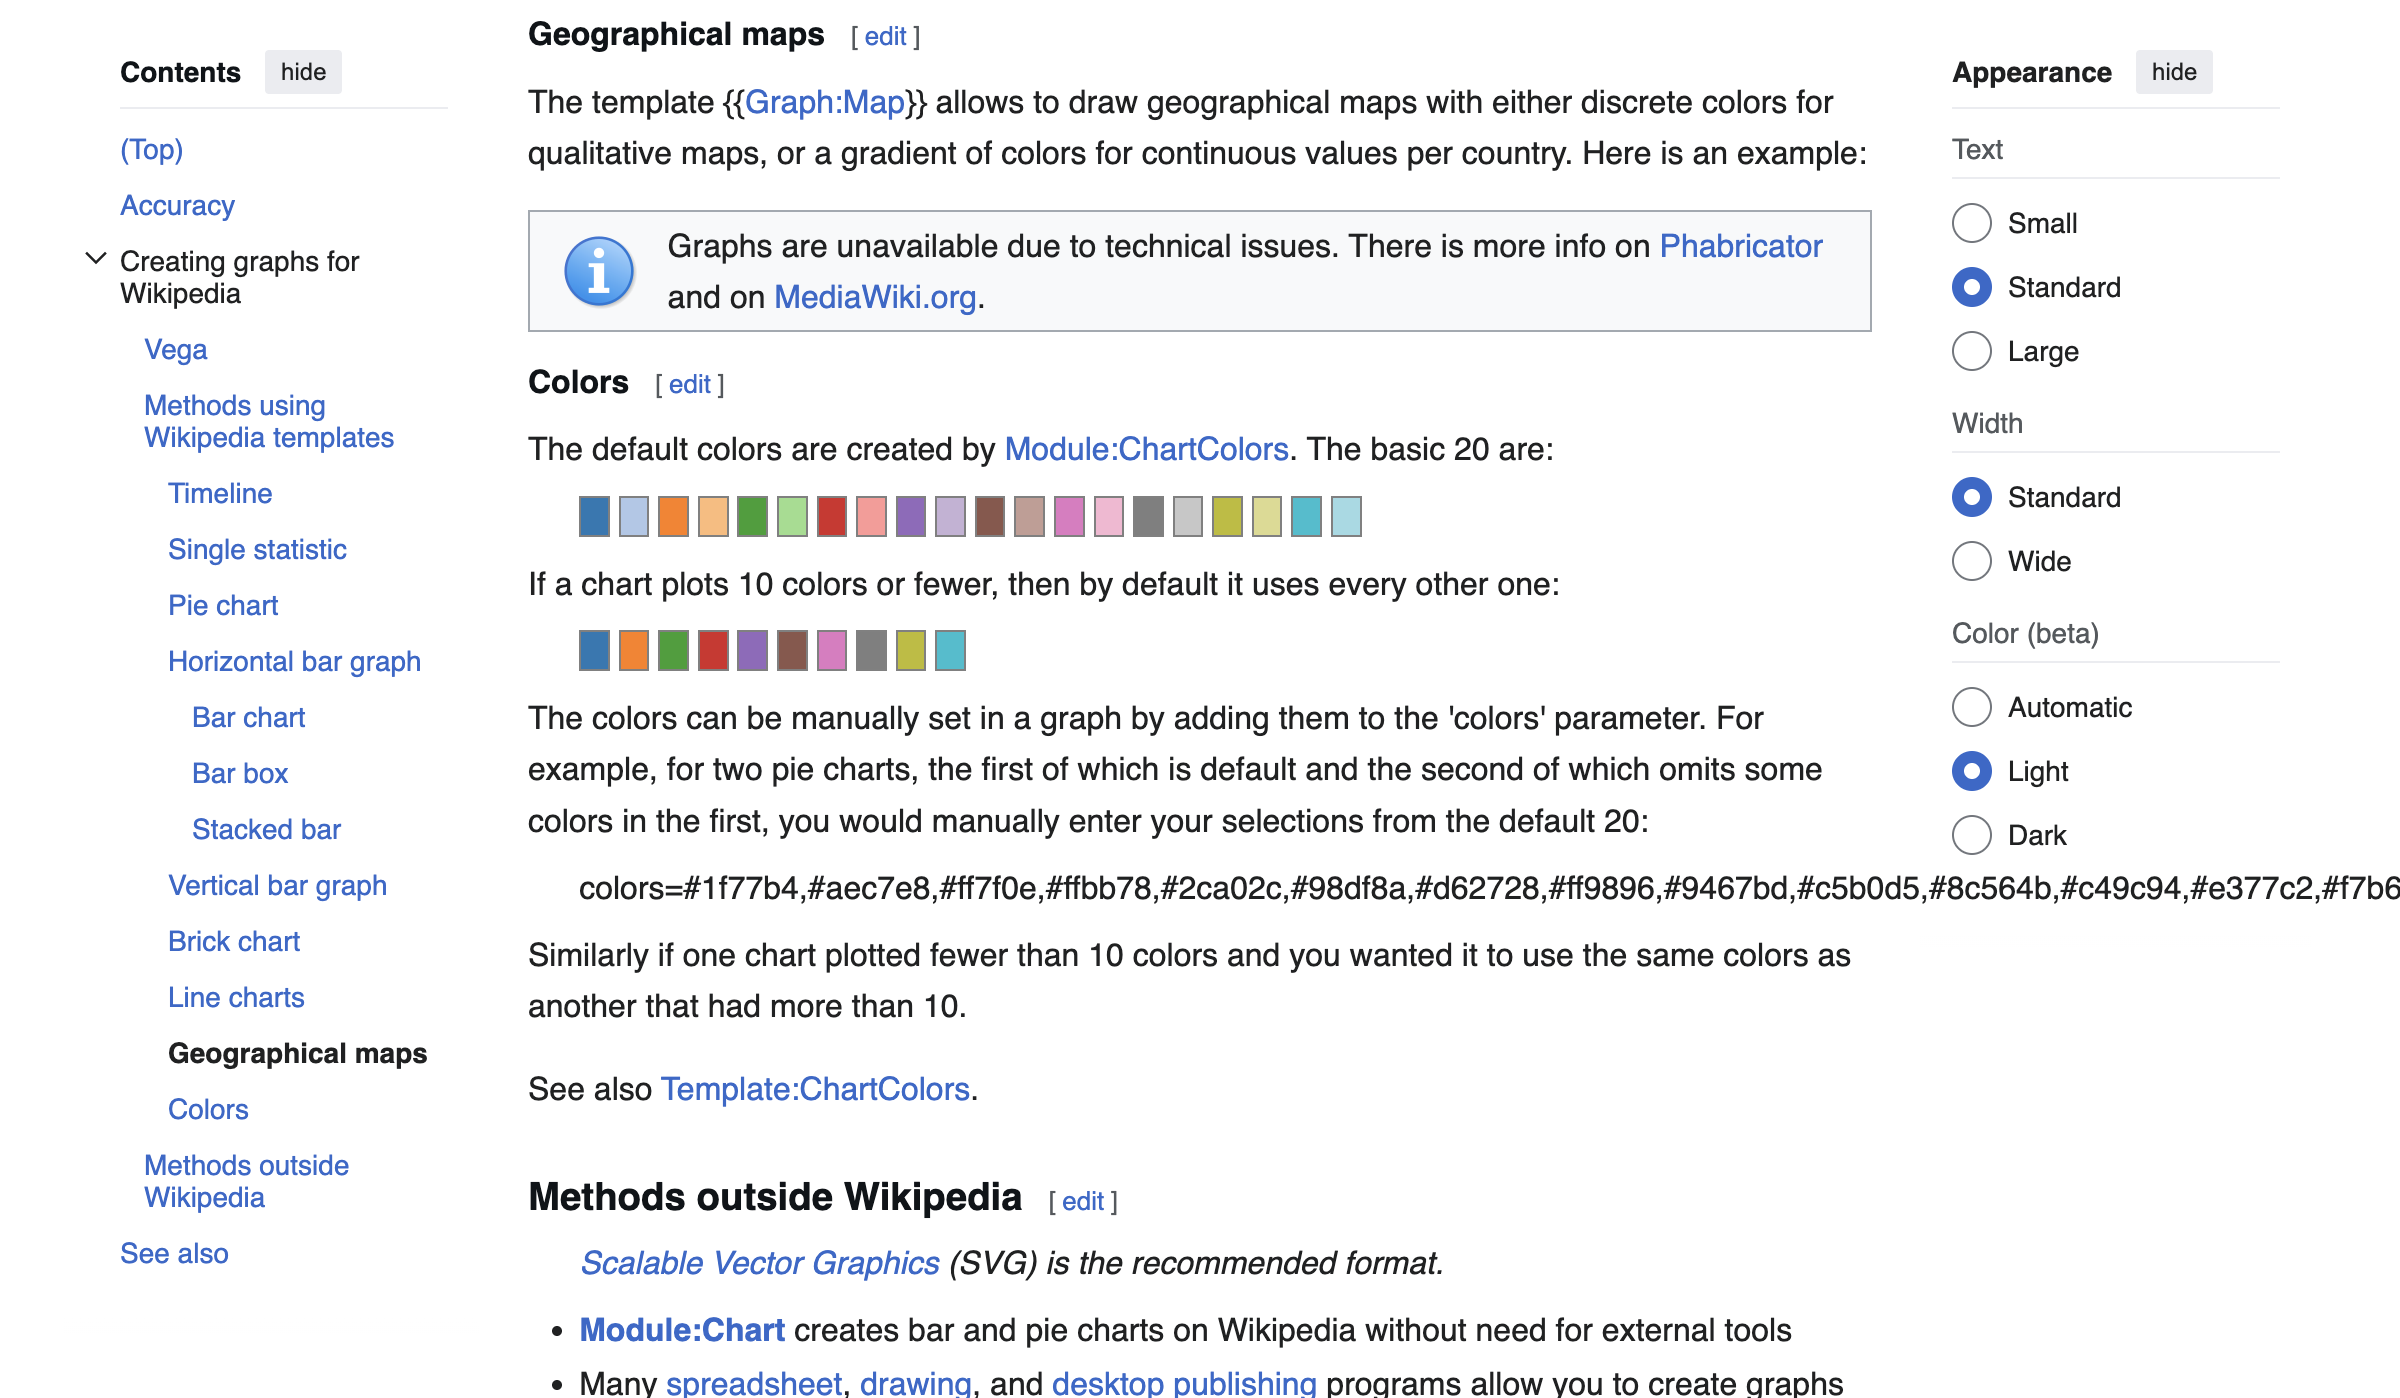 Contents hide
(Top)
Accuracy
Creating graphs for
Wikipedia
Vega
Methods using
Wikipedia templates
Timeline
Single statistic
Pie chart
Horizontal bar graph
Bar chart
Bar box
Stacked bar
Vertical bar graph
Brick chart
Line charts
Geographical maps
Colors
Methods outside
Wikipedia
See also
Geographical maps [ edit ]
The template {{Graph:Map}} allows to draw geographical maps with either discrete colors for
qualitative maps, or a gradient of colors for continuous values per country. Here is an example:
Graphs are unavailable due to technical issues. There is more info on Phabricator
and on MediaWiki.org.
Colors [ edit ]
The default colors are created by Module:ChartColors. The basic 20 are:
If a chart plots 10 colors or fewer, then by default it uses every other one:
The colors can be manually set in a graph by adding them to the 'colors' parameter. For
example, for two pie charts, the first of which is default and the second of which omits some
colors in the first, you would manually enter your selections from the default 20:
colors=#1f77b4,#aec7e8,#ff7f0e,#ffbb78,#2ca02c,#98df8a,#d62728,#ff9896,#9467bd,#c5b0d5,#8c564b,#c49c94,#e377c2,#f7b6
Similarly if one chart plotted fewer than 10 colors and you wanted it to use the same colors as
another that had more than 10.
See also Template:ChartColors.
Methods outside Wikipedia [ edit ]
Scalable Vector Graphics (SVG) is the recommended format.
• Module:Chart creates bar and pie charts on Wikipedia without need for external tools
• Many spreadsheet, drawing, and desktop publishing programs allow you to create graphs
Appearance hide
Text
Small
Standard
Large
Width
Standard
Wide
Color (beta)
Automatic
Light
Dark